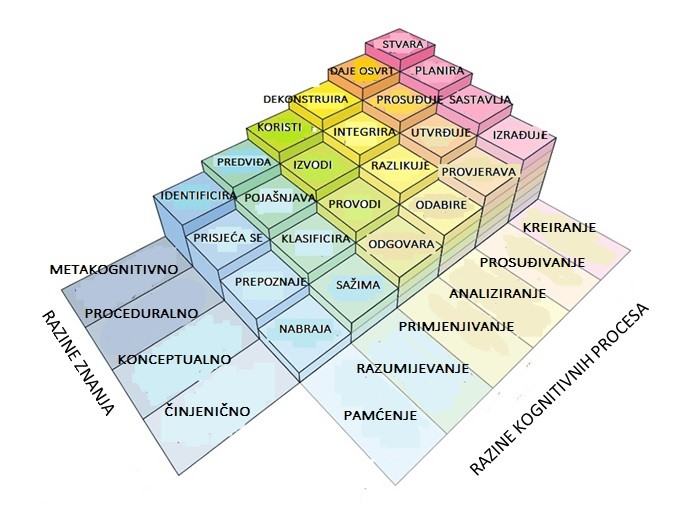 STVARA
DAJE OSVRT
PLANIRA
DEKONSTRUIRA
PROSUĐUJE
SASTAVLJA
KORISTI
INTEGRIRA
UTVRĐUJE
IZRAĐUJE
PREDVIĐA
IZVODI
RAZLIKUJE
PROVJERAVA
IDENTIFICIRA
POJAŠNJAVA
PROVODI
ODABIRE
PRISJEĆA SE
KLASIFICIRA
ODGOVARA
PREPOZNAJE
SAŽIMA
NABRAJA
METAKOGNITIVNO
PROCEDURALNO
KONCEPTUALNO
ČINJENIČNO
RAZINE ZNANJA
KREIRANJE
PROSUĐIVANJE
ANALIZIRANJE
PRIMJENJIVANJE
RAZUMIJEVANJE
PAMĆENJE
RAZINE KOGNITIVNIH PROCESA